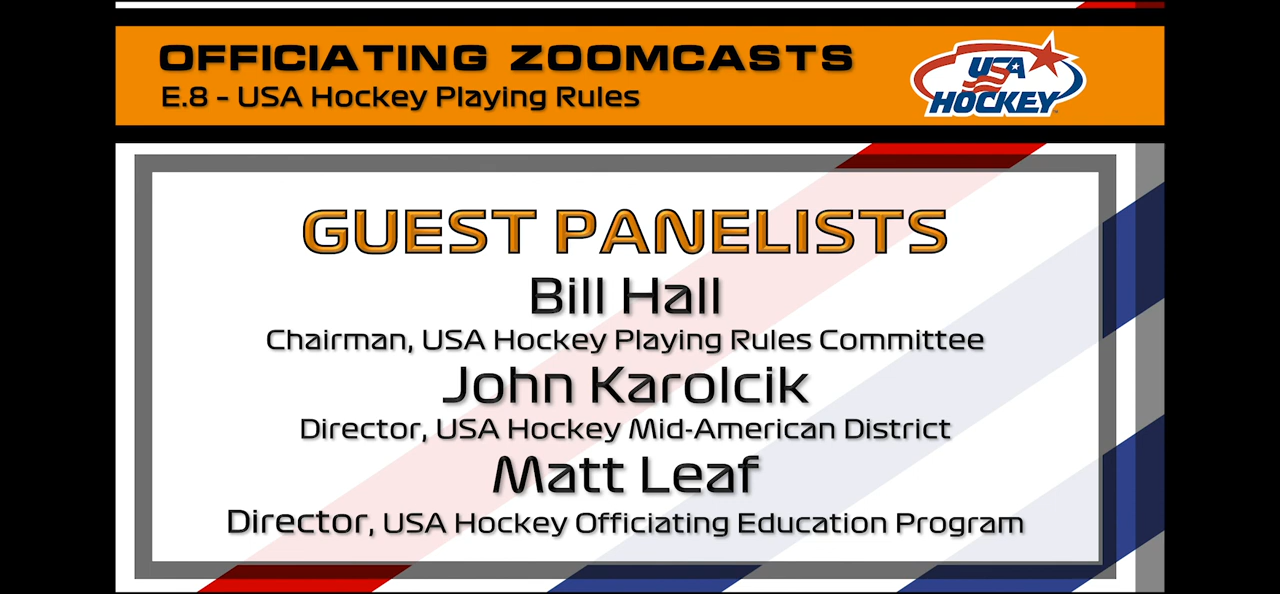 OFFICIATING ZOOMCASTS
E.8 - USA Hockey Playing Rules
USA
HOCKEY
GUEST PANELISTS
Bill Hall
Chairman, USA Hockey Playing Rules Committee
John Karolcik
Director, USA Hockey Mid-American District
Matt Leaf
Director, USA Hockey Officiating Education Program